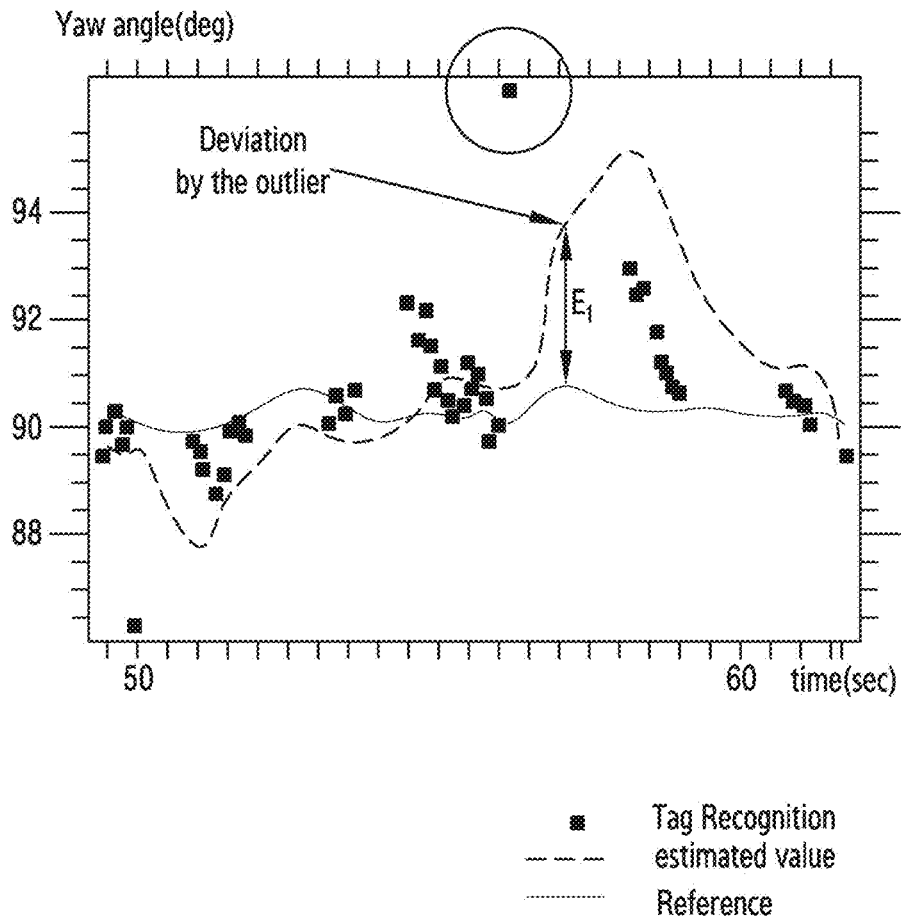 Yaw angle(deg)
Deviation
by the outlier
94
92
E1
90
88
50
60
time(sec)
Tag Recognition
estimated value
Reference